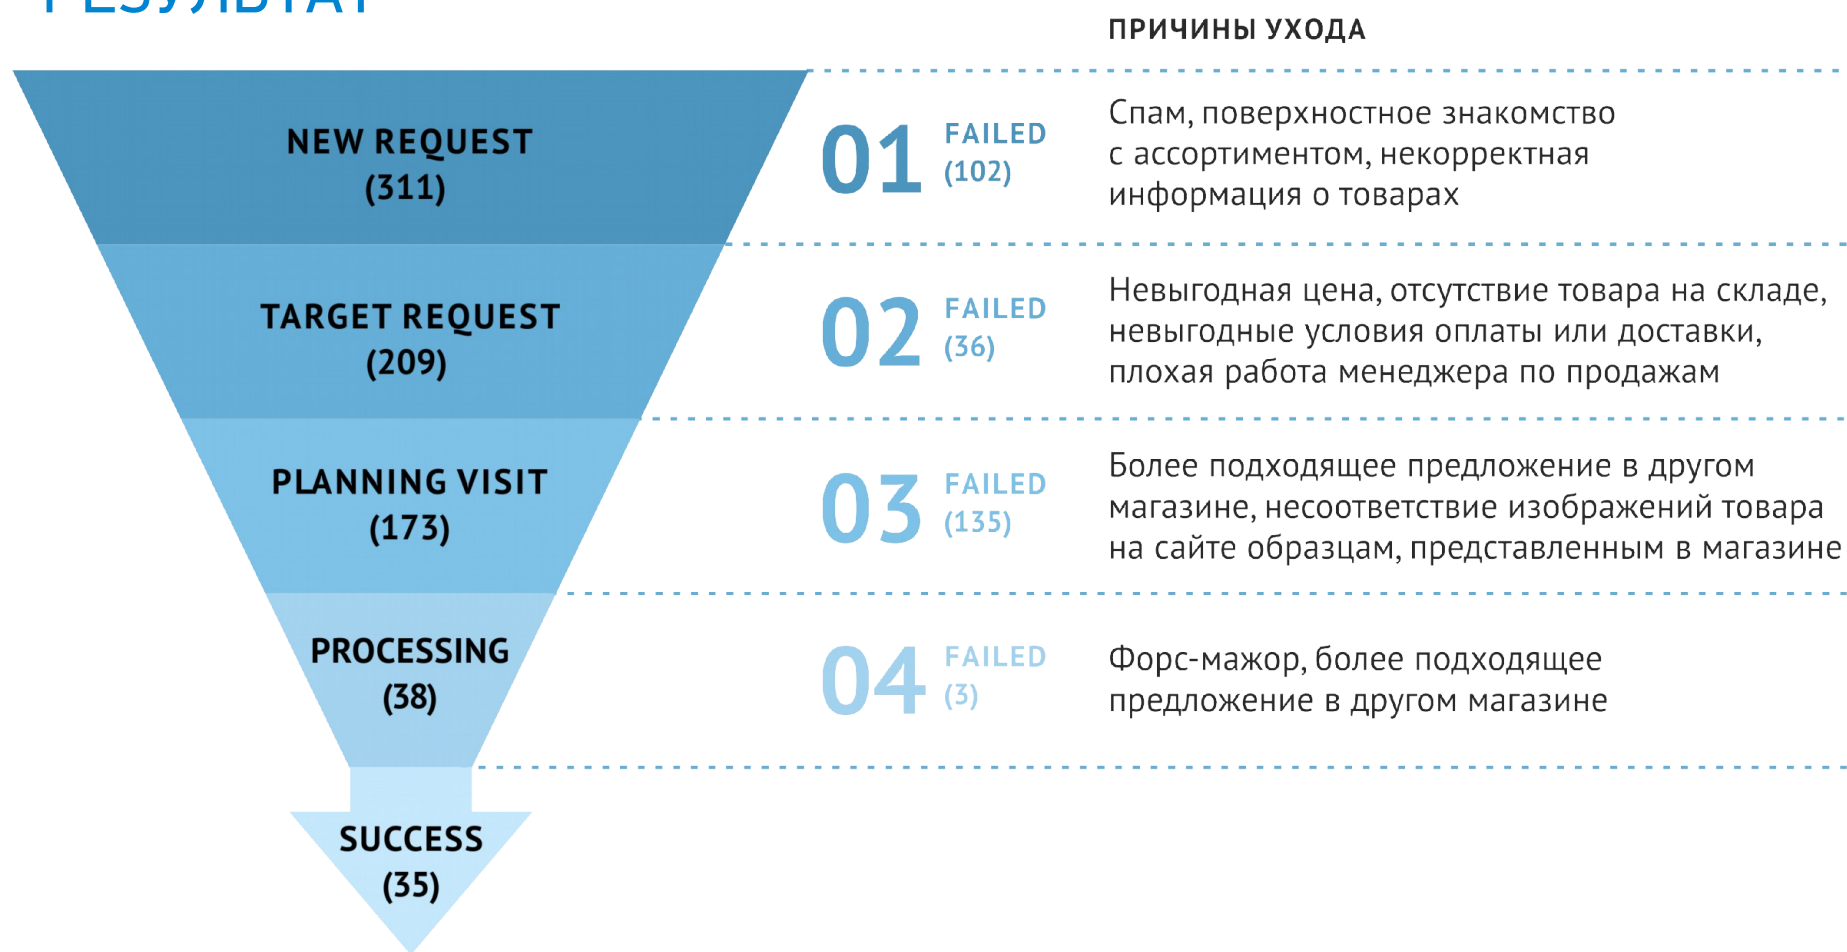 РЕЗУЛЬТАТ
ПРИЧИНЫ УХОДА
NEW REQUEST
(311)
01
FAILED
(102)
Спам, поверхностное знакомство
с ассортиментом, некорректная
информация о товарах
TARGET REQUEST
(209)
02
FAILED
(36)
Невыгодная цена, отсутствие товара на складе,
невыгодные условия оплаты или доставки,
плохая работа менеджера по продажам
PLANNING VISIT
(173)
03
FAILED
(135)
Более подходящее предложение в другом
магазине, несоответствие изображений товара
на сайте образцам, представленным в магазине
PROCESSING
(38)
04
FAILED
(3)
Форс-мажор, более подходящее
предложение в другом магазине
SUCCESS
(35)